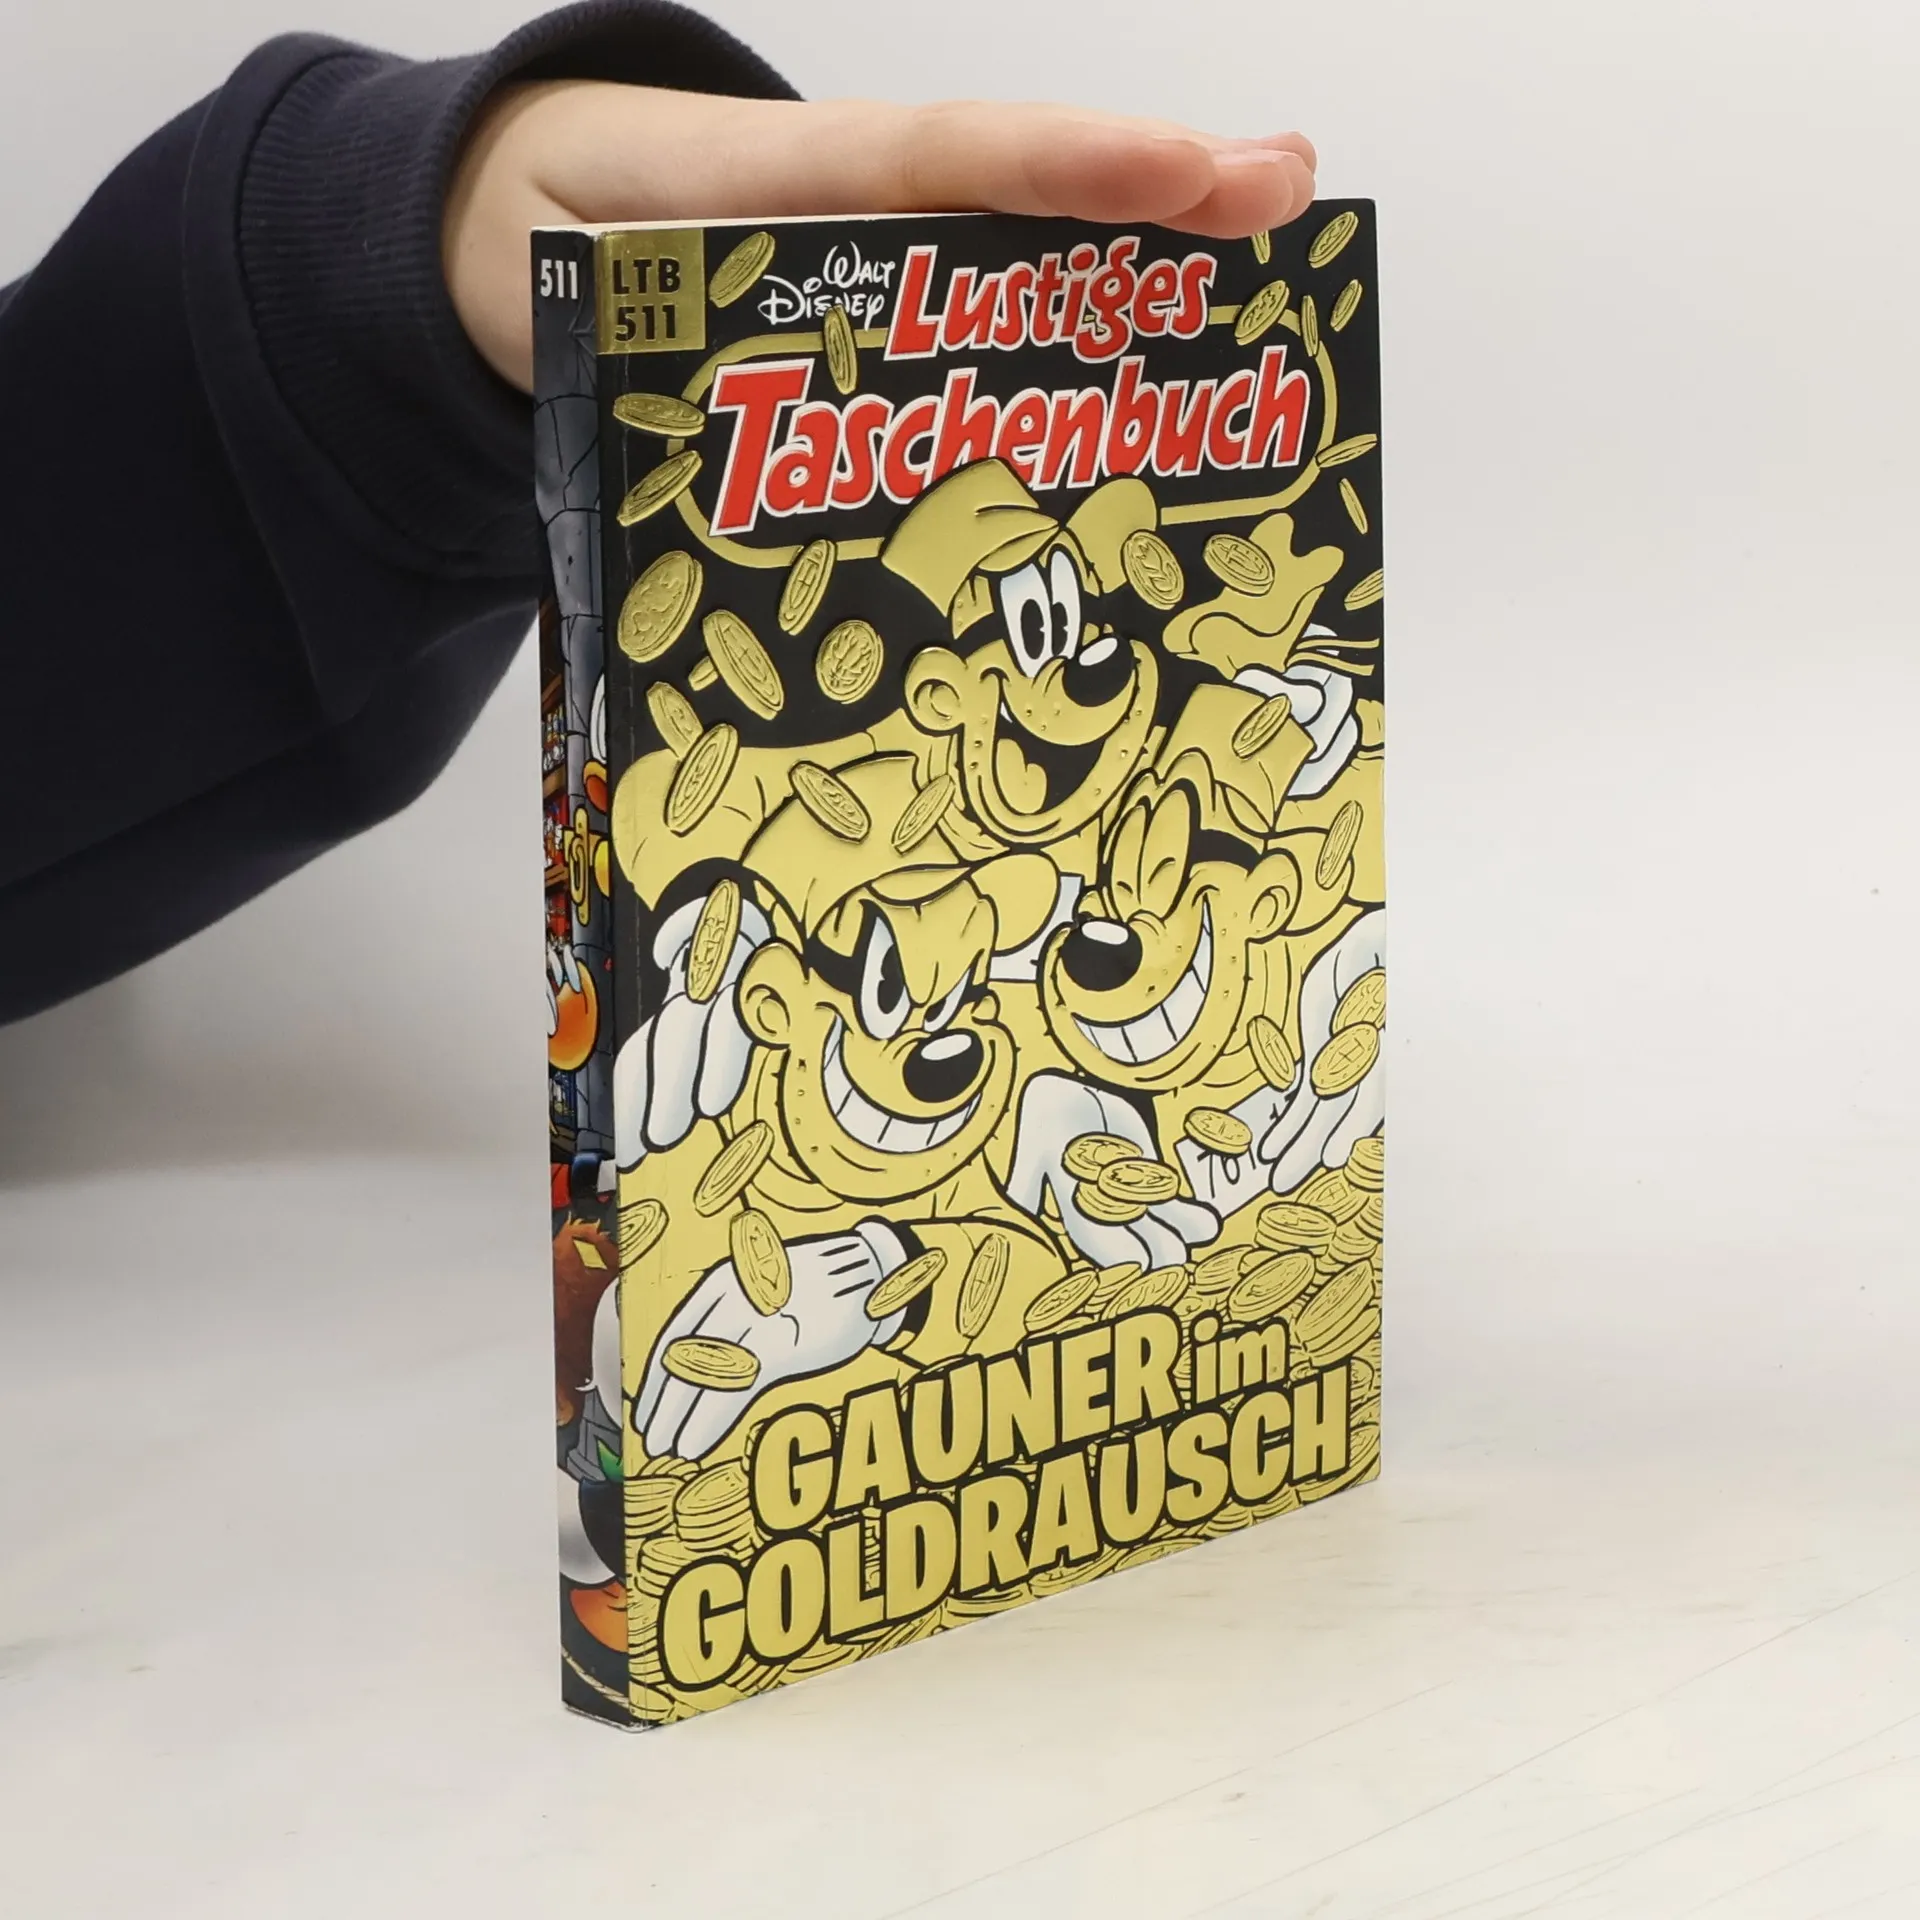 511
LTB
511
WALT
DISNEY
Lustiges
Taschenbuch
GAUNER im
GOLDRAUSCH